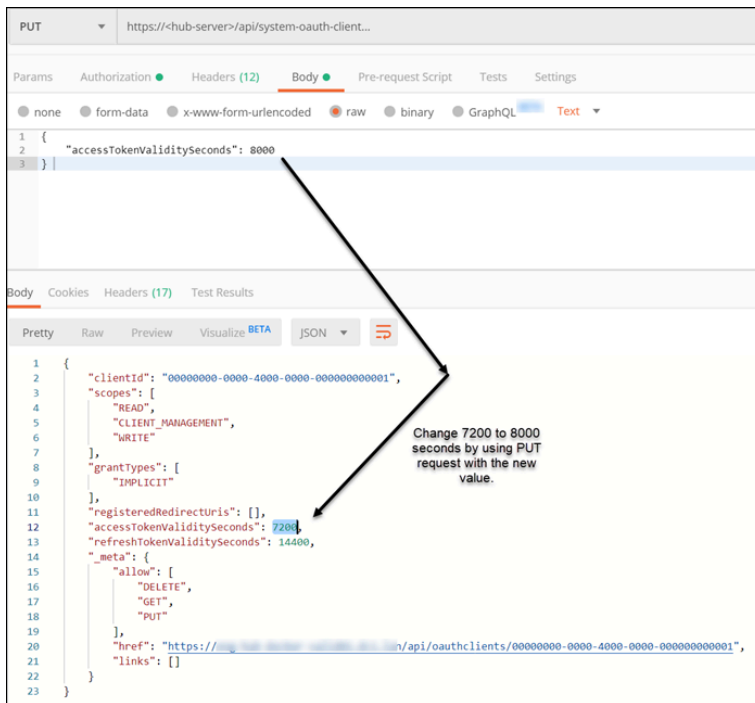 PUT https://<hub-server>/api/system-oauth-client...
Params Authorization Headers (12) Body Pre-request Script Tests Settings
none form-data x-www-form-urlencoded raw binary GraphQL Text
1 {
2 "accessTokenValiditySeconds": 8000
3 }
Body Cookies Headers (17) Test Results
Pretty Raw Preview Visualize BETA JSON
1 {
2 "clientId": "00000000-0000-4000-0000-000000000001",
3 "scopes": [
4 "READ",
5 "CLIENT_MANAGEMENT",
6 "WRITE"
7 ],
8 "grantTypes": [
9 "IMPLICIT"
10 ],
11 "registeredRedirectUris": [],
12 "accessTokenValiditySeconds": 7200,
13 "refreshTokenValiditySeconds": 14400,
14 "_meta": {
15 "allow": [
16 "DELETE",
17 "GET",
18 "PUT"
19 ],
20 "href": "https:// n/api/oauthclients/00000000-0000-4000-0000-000000000001",
21 "links": []
22 }
23 }
Change 7200 to 8000
seconds by using PUT
request with the new
value.